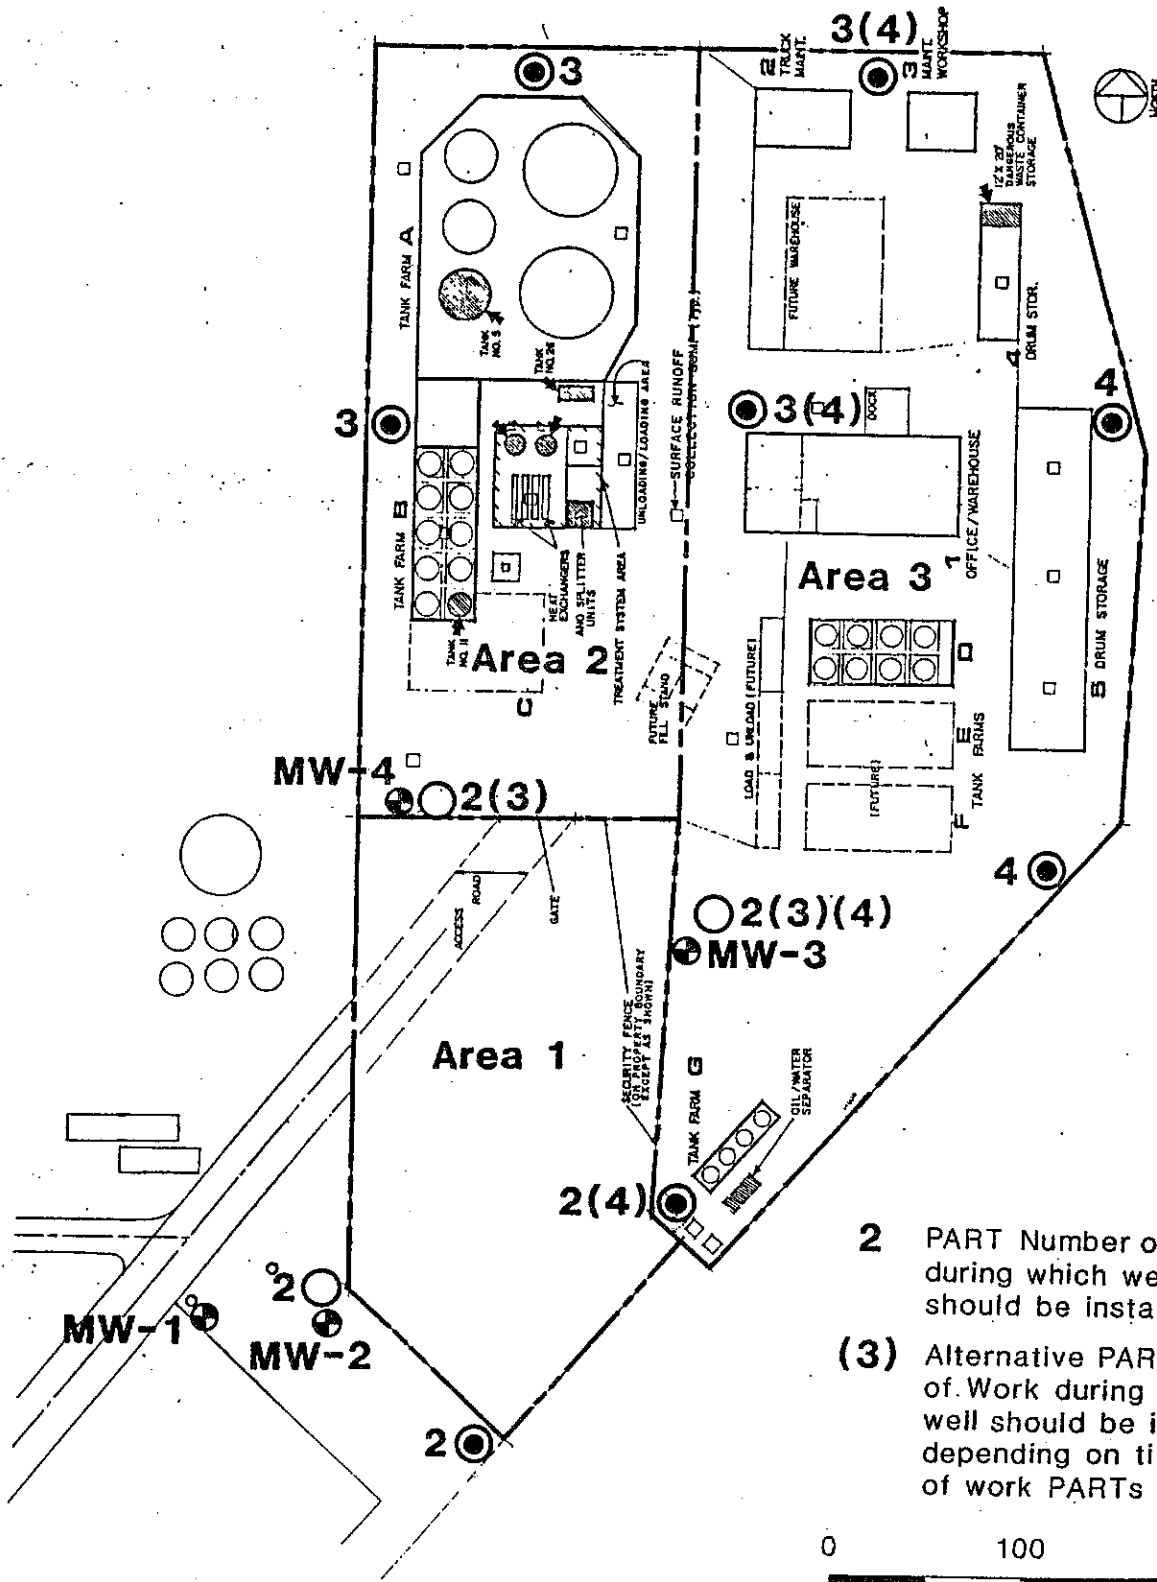 3(4)
3
2
TRUCK
MAINT.
3
MAINT.
WORKSHOP
NORTH
12' X 20'
DANGEROUS
WASTE CONTAINER
STORAGE
TANK FARM A
FUTURE WAREHOUSE
TANK
NO. 5
TANK
NO. 26
4
DRUM STOR.
UNLOADING/LOADING AREA
SURFACE RUNOFF
COLLECTION SUMP (Typ.)
3
3(4)
DOCK
4
TANK FARM B
HEAT
EXCHANGERS
AND SPLITTER
UNITS
TREATMENT SYSTEM AREA
Area 3
1
OFFICE/WAREHOUSE
TANK
NO. 11
Area 2
C
FUTURE
FILL STAND
LOAD & UNLOAD (FUTURE)
D
E
F
TANK FARMS
(FUTURE)
5 DRUM STORAGE
MW-4
2(3)
4
ACCESS
ROAD
GATE
2(3)(4)
MW-3
SECURITY FENCE
(ON PROPERTY BOUNDARY
EXCEPT AS SHOWN)
Area 1
TANK FARM G
OIL/WATER
SEPARATOR
2(4)
2
MW-1
MW-2
2
2 PART Number o
during which we
should be insta
(3) Alternative PAR
of Work during
well should be i
depending on ti
of work PARTs
0 100